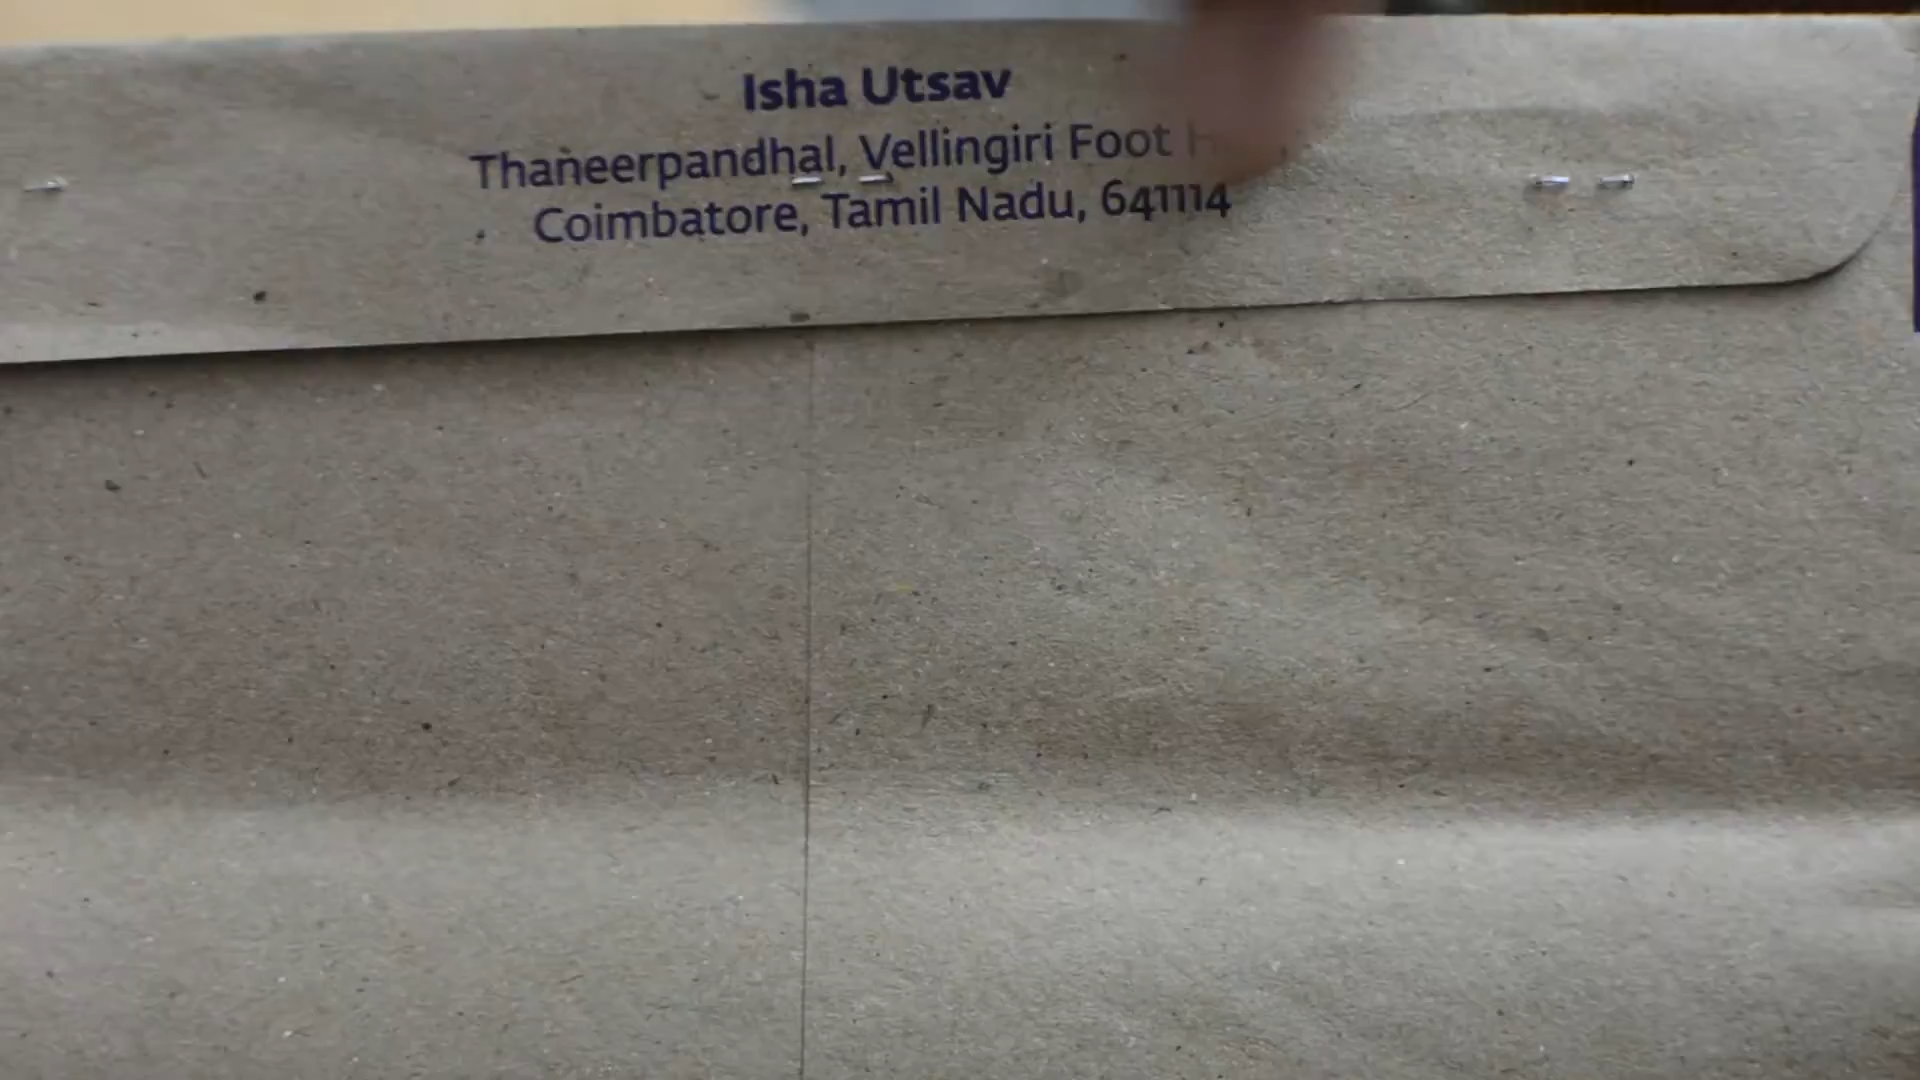 Isha Utsav
Thaneerpandhal, Vellingiri Foot
Coimbatore, Tamil Nadu, 641114